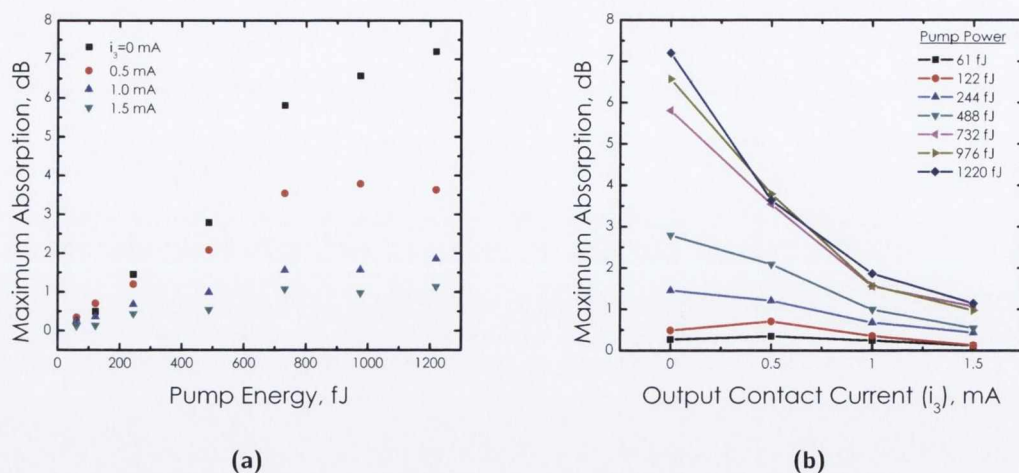 8
7
6
5
4
3
2
1
0
i₃=0 mA
0.5 mA
1.0 mA
1.5 mA
Maximum Absorption, dB
0 200 400 600 800 1000 1200
Pump Energy, fJ
(a)
8
7
6
5
4
3
2
1
0
Pump Power
61 fJ
122 fJ
244 fJ
488 fJ
732 fJ
976 fJ
1220 fJ
Maximum Absorption, dB
0 0.5 1 1.5
Output Contact Current (i₃), mA
(b)